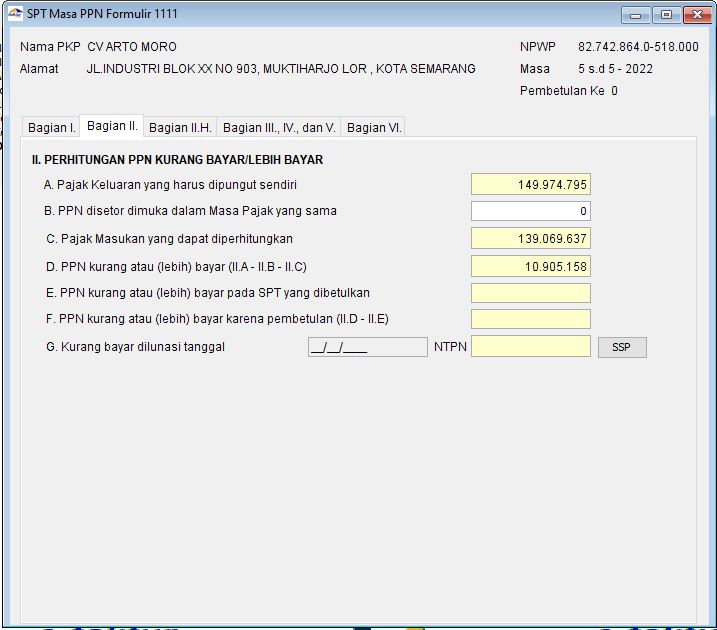 SPT Masa PPN Formulir 1111
Nama PKP CV ARTO MORO NPWP 82.742.864.0-518.000
Alamat JL.INDUSTRI BLOK XX NO 903, MUKTIHARJO LOR , KOTA SEMARANG Masa 5 s.d 5 - 2022
Pembetulan Ke 0
Bagian I. Bagian II. Bagian II.H. Bagian III., IV., dan V. Bagian VI.
II. PERHITUNGAN PPN KURANG BAYAR/LEBIH BAYAR
A. Pajak Keluaran yang harus dipungut sendiri 149.974.795
B. PPN disetor dimuka dalam Masa Pajak yang sama 0
C. Pajak Masukan yang dapat diperhitungkan 139.069.637
D. PPN kurang atau (lebih) bayar (II.A - II.B - II.C) 10.905.158
E. PPN kurang atau (lebih) bayar pada SPT yang dibetulkan
F. PPN kurang atau (lebih) bayar karena pembetulan (II.D - II.E)
G. Kurang bayar dilunasi tanggal __/__/____ NTPN SSP